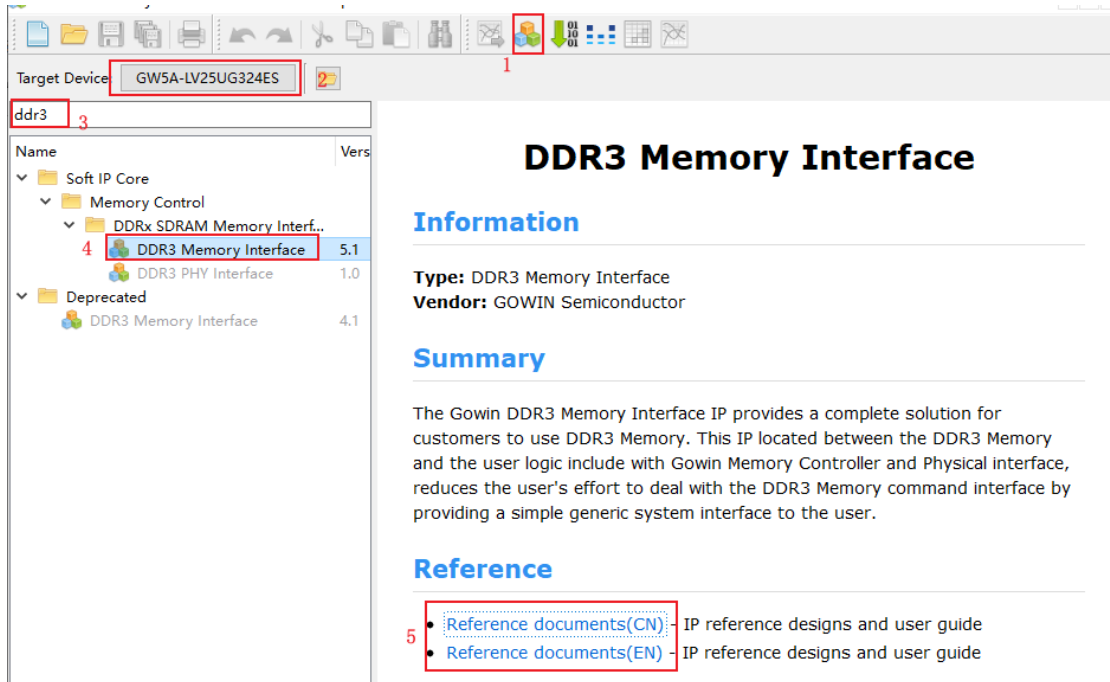 1
Target Device: GW5A-LV25UG324ES 2
ddr3 3
Name Vers
Soft IP Core
Memory Control
DDRx SDRAM Memory Interf...
4 DDR3 Memory Interface 5.1
DDR3 PHY Interface 1.0
Deprecated
DDR3 Memory Interface 4.1
DDR3 Memory Interface
Information
Type: DDR3 Memory Interface
Vendor: GOWIN Semiconductor
Summary
The Gowin DDR3 Memory Interface IP provides a complete solution for
customers to use DDR3 Memory. This IP located between the DDR3 Memory
and the user logic include with Gowin Memory Controller and Physical interface,
reduces the user's effort to deal with the DDR3 Memory command interface by
providing a simple generic system interface to the user.
Reference
5
• Reference documents(CN) - IP reference designs and user guide
• Reference documents(EN) - IP reference designs and user guide